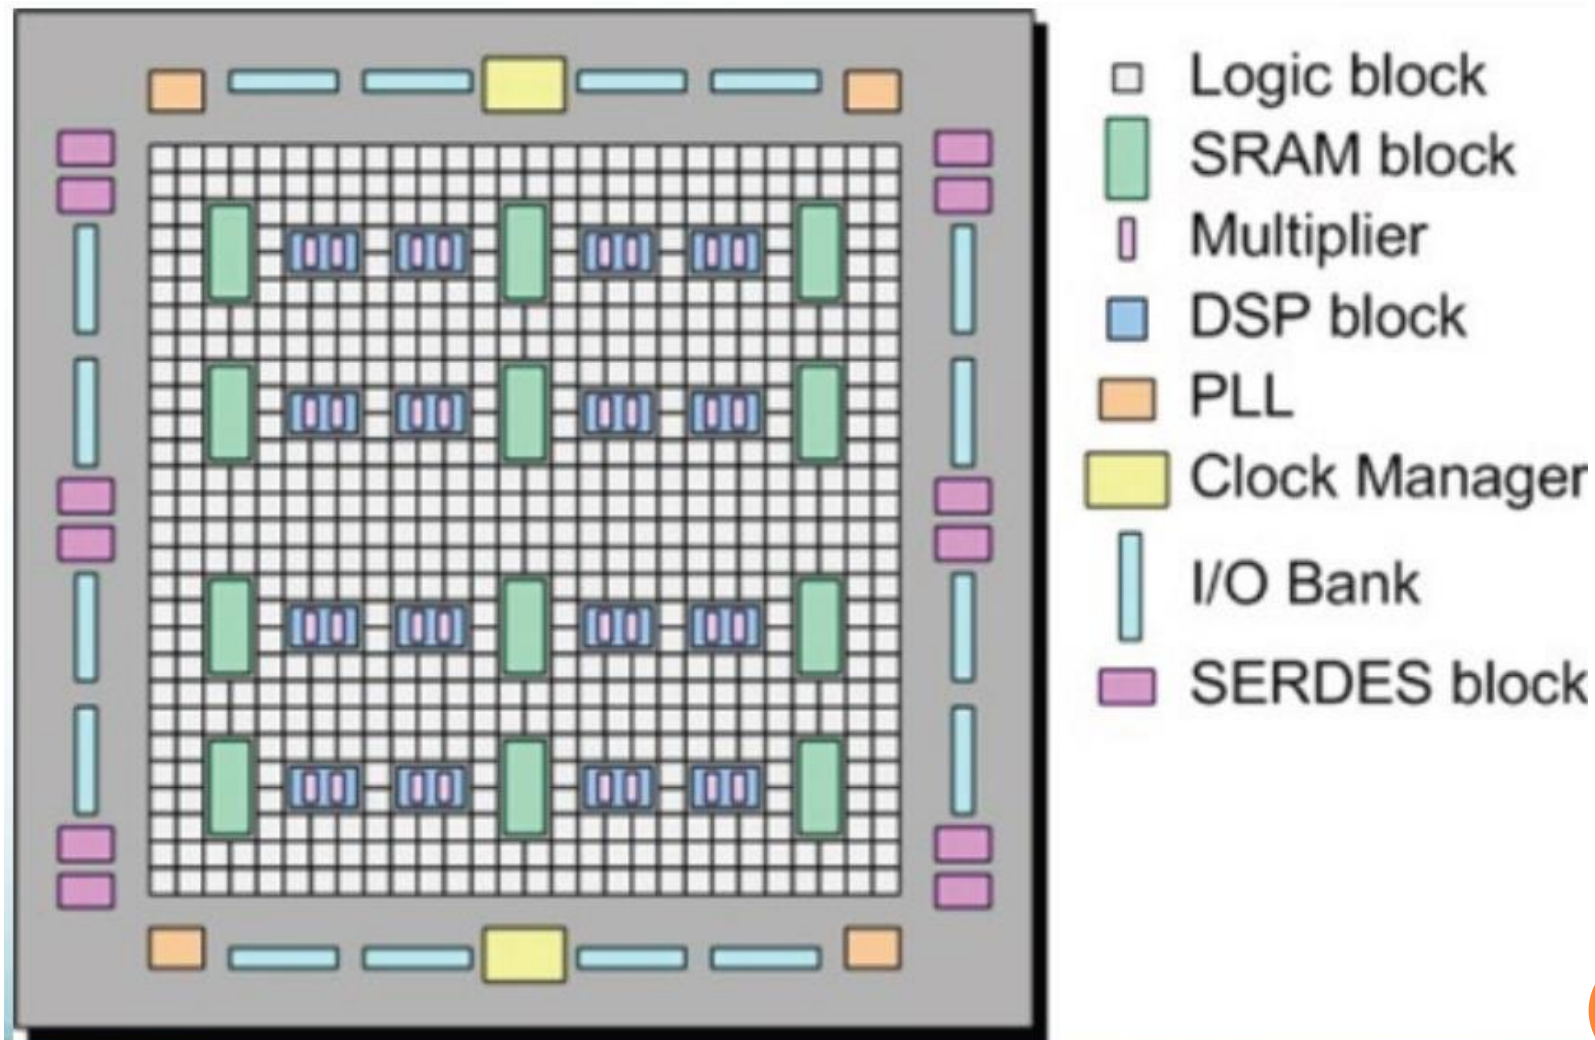 Logic block
SRAM block
Multiplier
DSP block
PLL
Clock Manager
I/O Bank
SERDES block